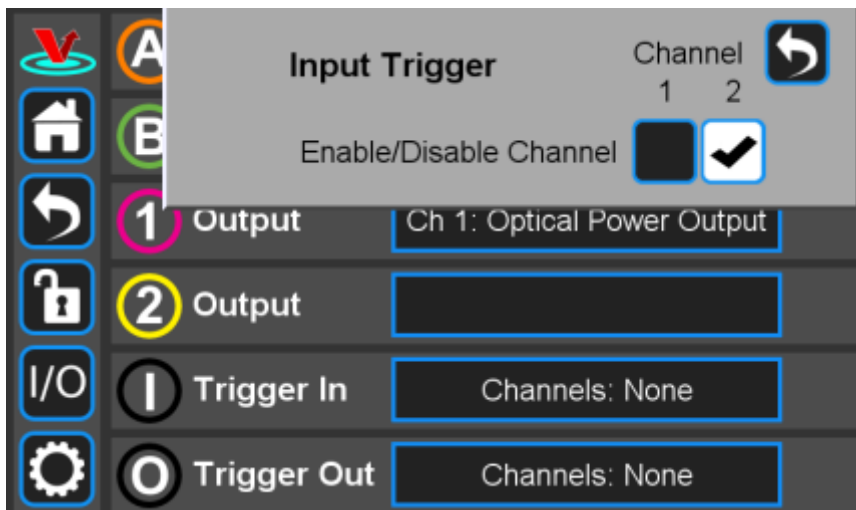 A
Input Trigger
Channel
1 2
B
Enable/Disable Channel
1 Output Ch 1: Optical Power Output
2 Output
I/O
I Trigger In Channels: None
O Trigger Out Channels: None